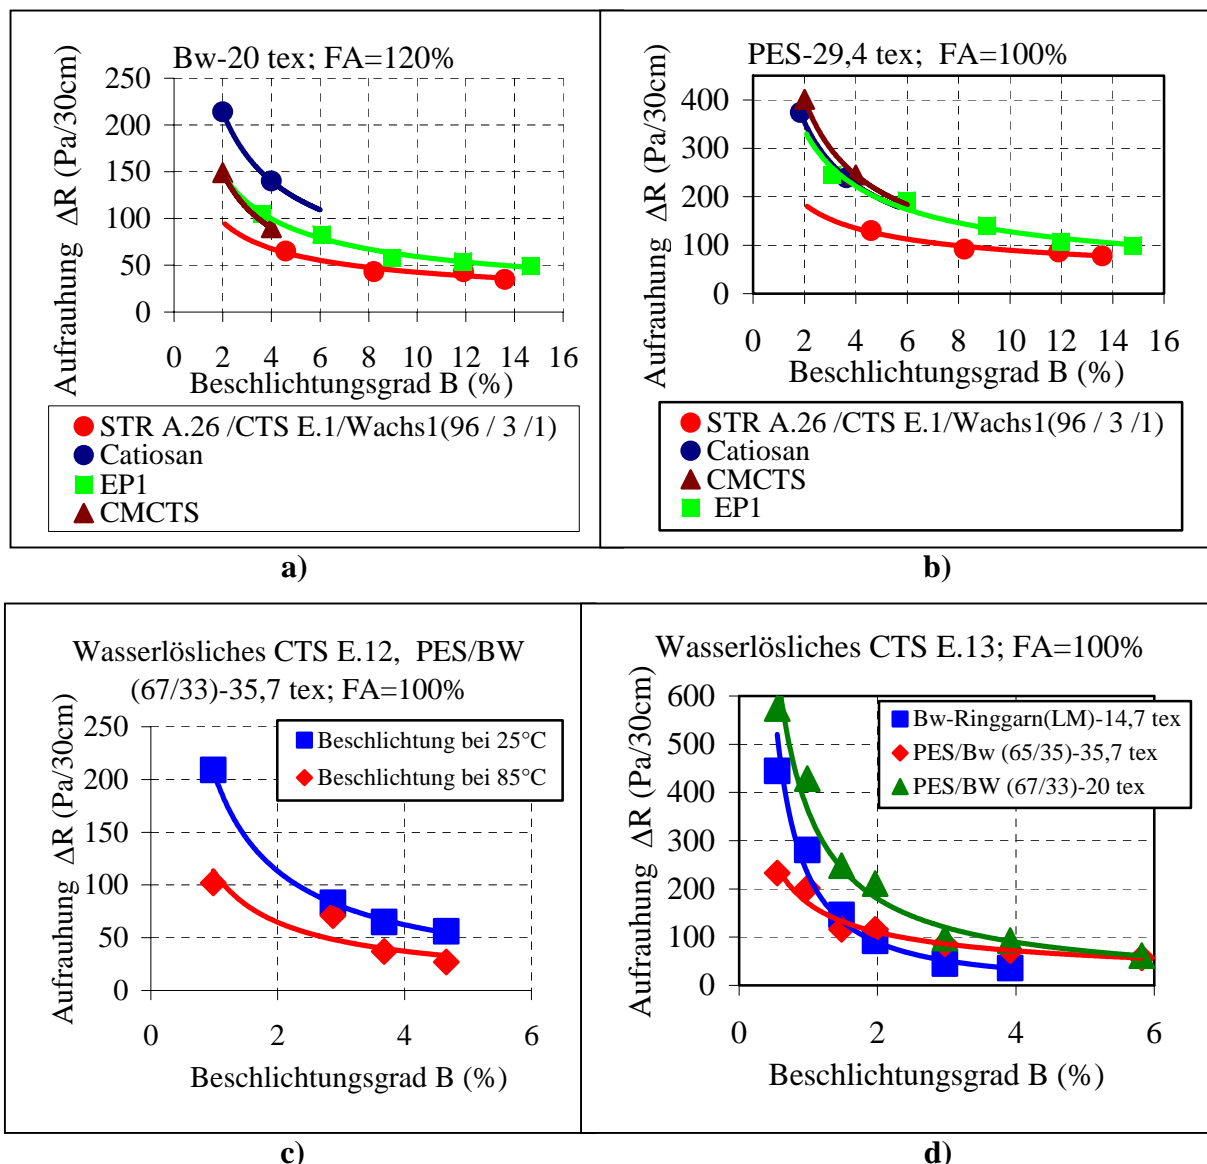 Bw-20 tex; FA=120%
Aufrauhung ΔR (Pa/30cm)
250
200
150
100
50
0
0 2 4 6 8 10 12 14 16
Beschlichtungsgrad B (%)
STR A.26 /CTS E.1/Wachs1(96 / 3 /1)
Catiosan
EP1
CMCTS
a)
PES-29,4 tex; FA=100%
Aufrauhung ΔR (Pa/30cm)
400
300
200
100
0
0 2 4 6 8 10 12 14 16
Beschlichtungsgrad B (%)
STR A.26 /CTS E.1/Wachs1(96 / 3 /1)
Catiosan
CMCTS
EP1
b)
Wasserlösliches CTS E.12, PES/BW
(67/33)-35,7 tex; FA=100%
Aufrauhung ΔR (Pa/30cm)
250
200
150
100
50
0
Beschlichtung bei 25°C
Beschlichtung bei 85°C
0 2 4 6
Beschlichtungsgrad B (%)
c)
Wasserlösliches CTS E.13; FA=100%
Aufrauhung ΔR (Pa/30cm)
600
500
400
300
200
100
0
Bw-Ringgarn(LM)-14,7 tex
PES/Bw (65/35)-35,7 tex
PES/BW (67/33)-20 tex
0 2 4 6
Beschlichtungsgrad B (%)
d)